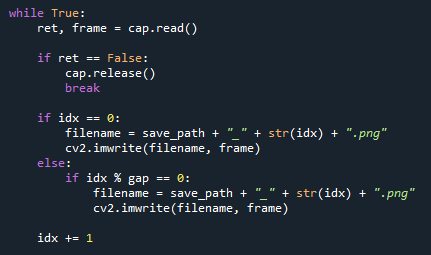 while True:
    ret, frame = cap.read()

    if ret == False:
        cap.release()
        break

    if idx == 0:
        filename = save_path + "_" + str(idx) + ".png"
        cv2.imwrite(filename, frame)
    else:
        if idx % gap == 0:
            filename = save_path + "_" + str(idx) + ".png"
            cv2.imwrite(filename, frame)

    idx += 1